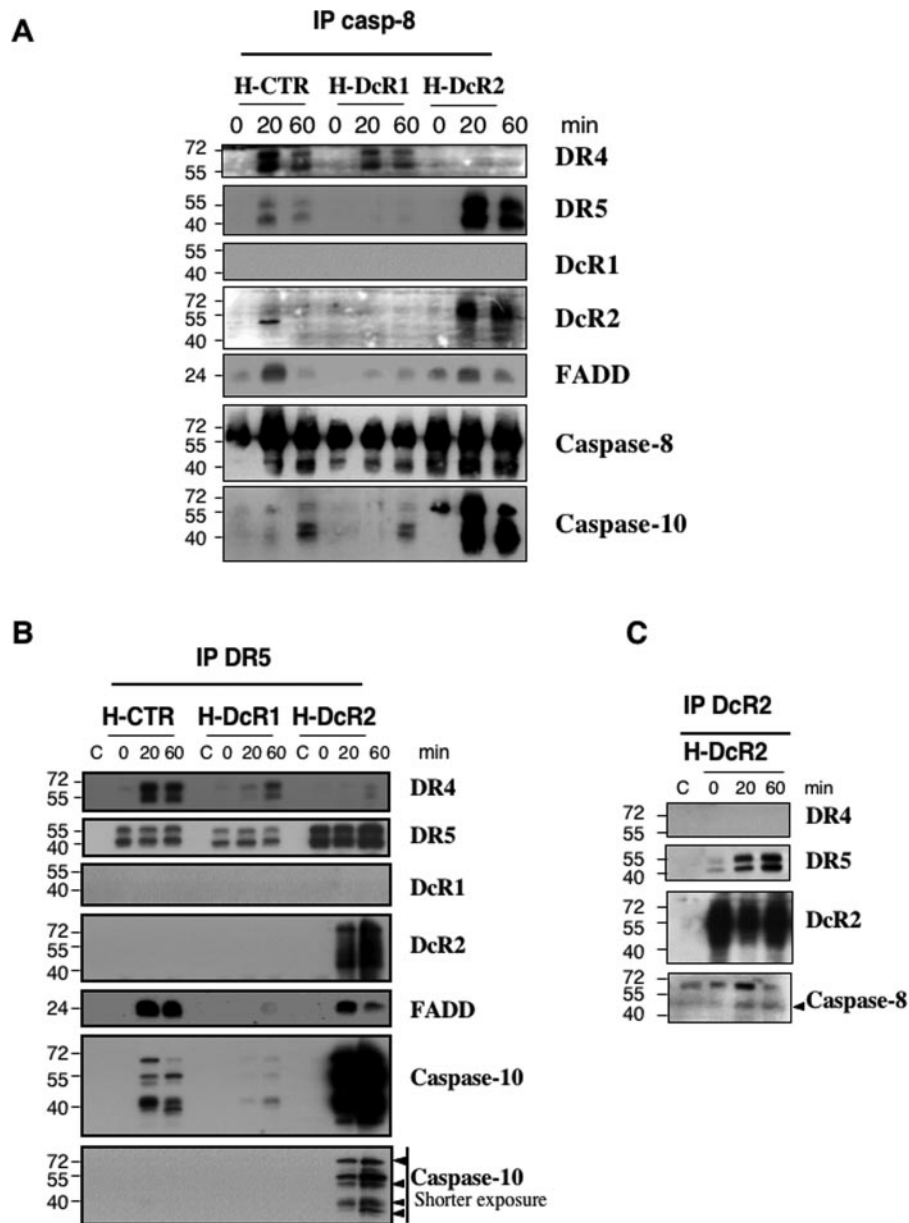 A
IP casp-8
H-CTR H-DcR1 H-DcR2
0 20 60 0 20 60 0 20 60 min
72
55
DR4
55
40
DR5
55
40
DcR1
72
55
40
DcR2
24
FADD
72
55
40
Caspase-8
72
55
40
Caspase-10
B
IP DR5
H-CTR H-DcR1 H-DcR2
C 0 20 60 C 0 20 60 C 0 20 60 min
72
55
DR4
55
40
DR5
55
40
DcR1
72
55
40
DcR2
24
FADD
72
55
40
Caspase-10
72
55
40
Caspase-10
Shorter exposure
C
IP DcR2
H-DcR2
C 0 20 60 min
72
55
DR4
55
40
DR5
72
55
40
DcR2
72
55
40
Caspase-8